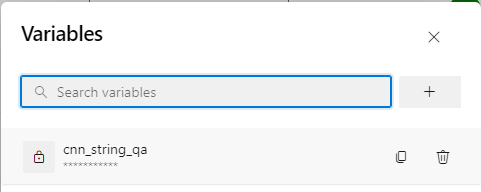 Variables
Search variables
cnn_string_qa
***********